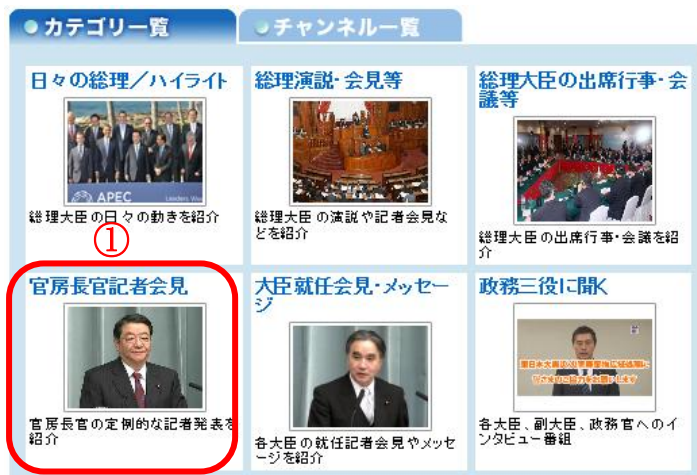 カテゴリー覧
チャンネル一覧
日々の総理／ハイライト
総理演説・会見等
総理大臣の出席行事・会
議等
APEC
Leaders
総理大臣の日々の動きを紹介
総理大臣の演説や記者会見な
どを紹介
総理大臣の出席行事・会議を紹
介
①
官房長官記者会見
大臣就任会見・メッセー
ジ
政務三役に聞く
東日本大震災
官房長官の定例的な記者発表を
紹介
各大臣の就任記者会見やメッセ
ージを紹介
各大臣、副大臣、政務官へのイ
ンタビュー番組